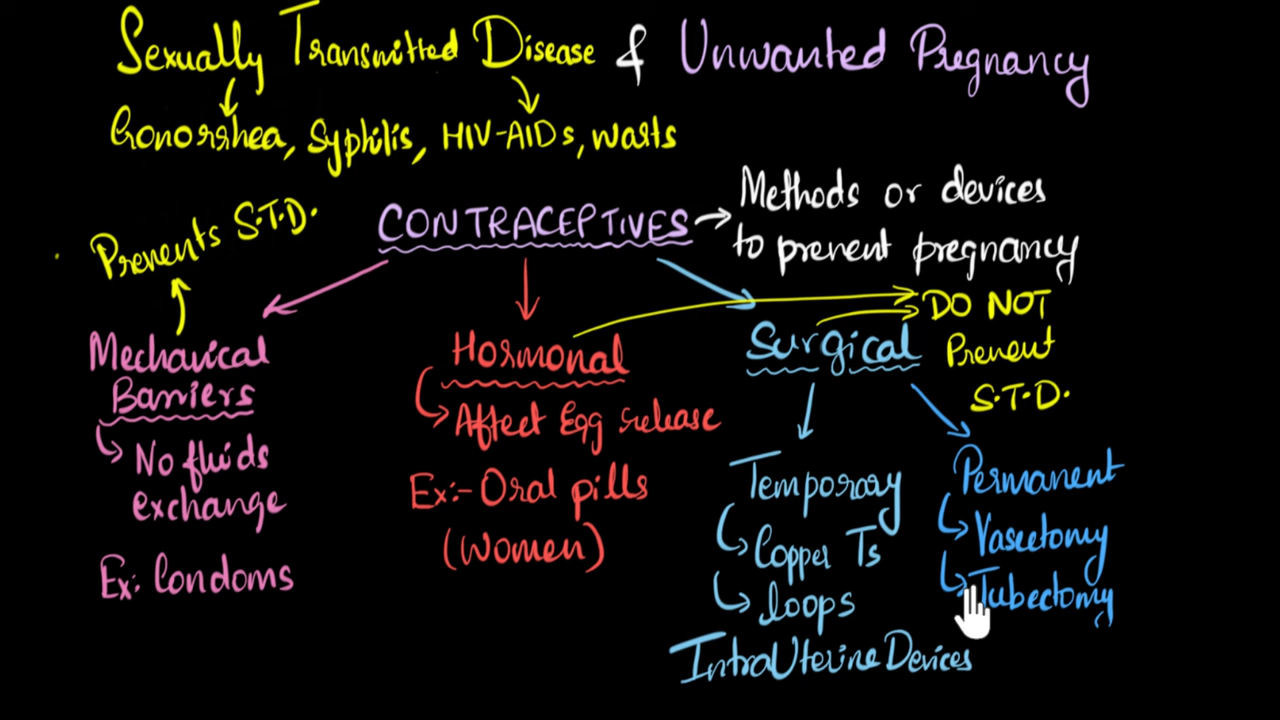 Sexually Transmitted Disease & Unwanted Pregnancy
Gonorrhea, Syphilis, HIV-AIDs, warts
Prevents S.T.D.
CONTRACEPTIVES
Methods or devices
to prevent pregnancy
Mechanical
Barriers
No fluids
exchange
Ex: Condoms
Hormonal
Affect Egg release
Ex:- Oral pills
(Women)
Surgical
DO NOT
Prevent
S.T.D.
Temporary
Copper Ts
loops
IntraUterine Devices
Permanent
Vasectomy
Tubectomy